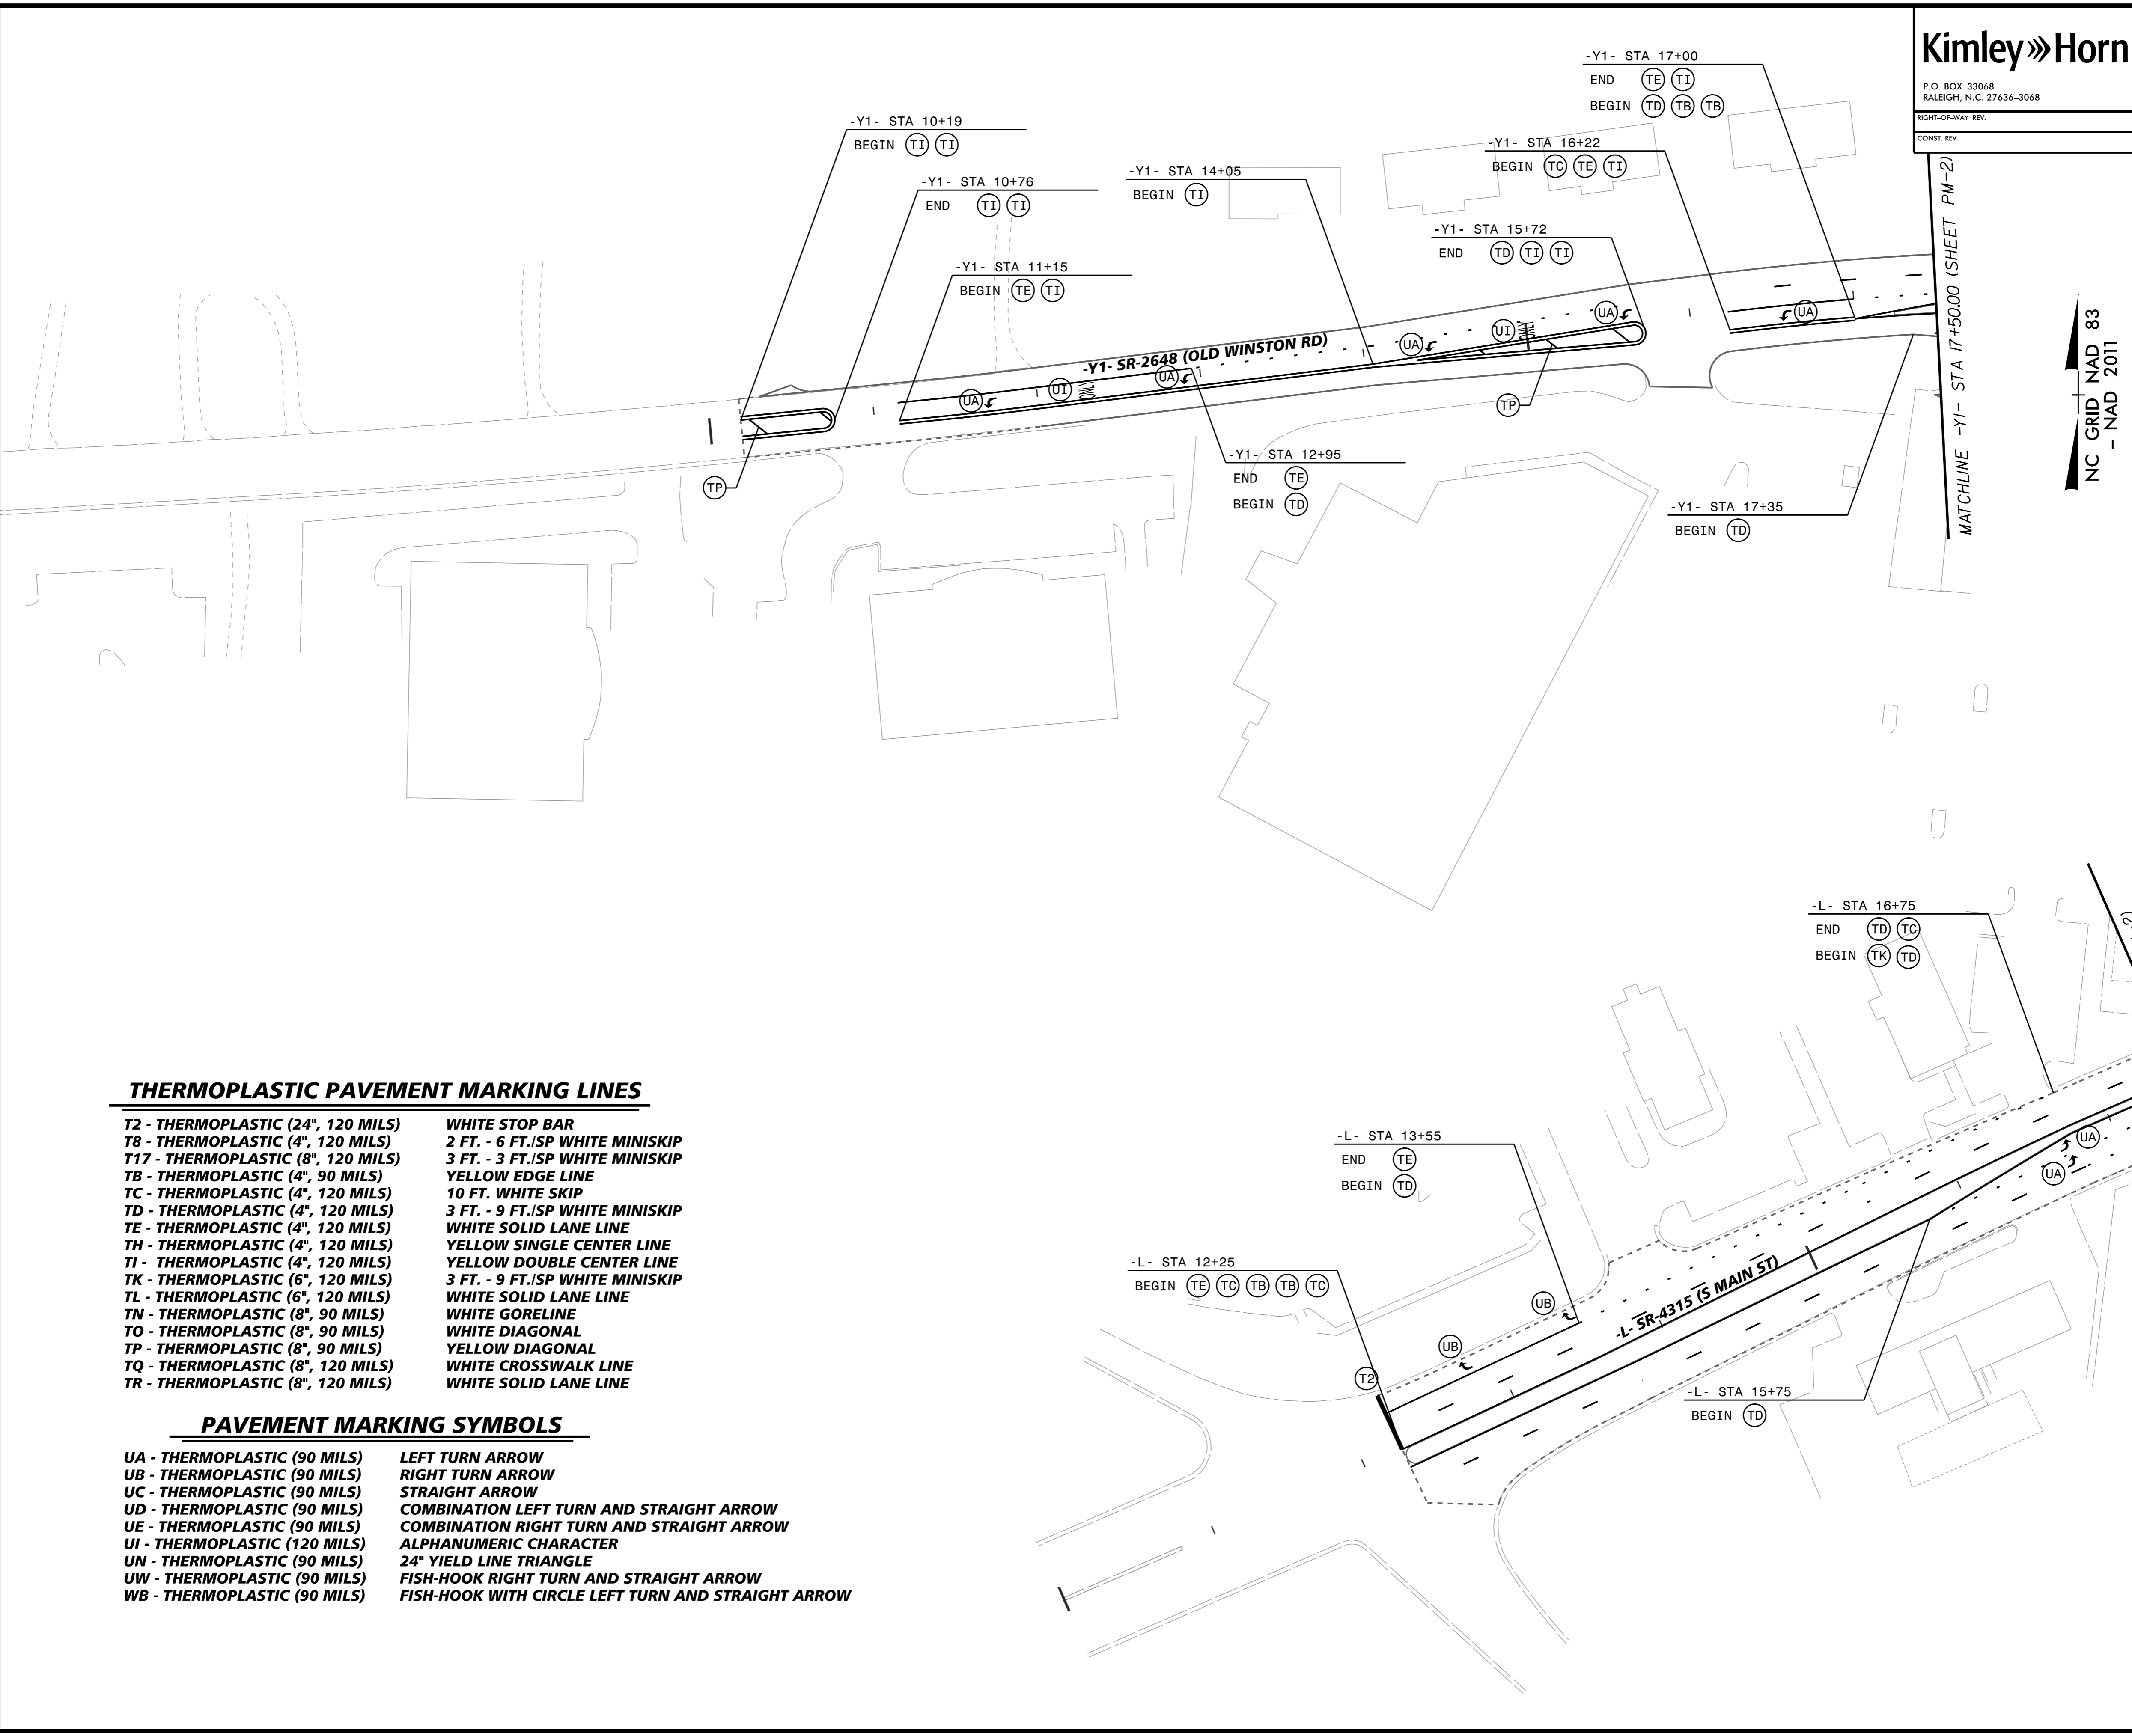 Kimley»Horn
P.O. BOX 33068
RALEIGH, N.C. 27636–3068
RIGHT–OF–WAY REV.
CONST. REV.
-Y1- STA 17+00
END TE TI
BEGIN TD TB TB
-Y1- STA 10+19
BEGIN TI TI
-Y1- STA 16+22
BEGIN TC TE TI
-Y1- STA 14+05
BEGIN TI
-Y1- STA 10+76
END TI TI
-Y1- STA 15+72
END TD TI TI
-Y1- STA 11+15
BEGIN TE TI
MATCHLINE -Y1- STA 17+50.00 (SHEET PM-2)
NC GRID NAD 83
– NAD 2011
UA
UA
UI
UA
-Y1- SR-2648 (OLD WINSTON RD)
UA
UI
UA
TP
TP
-Y1- STA 12+95
END TE
BEGIN TD
-Y1- STA 17+35
BEGIN TD
-L- STA 16+75
END TD TC
BEGIN TK TD
-L- STA 13+55
END TE
BEGIN TD
UA
UA
-L- STA 12+25
BEGIN TE TC TB TB TC
UB
-L- SR-4315 (S MAIN ST)
UB
T2
-L- STA 15+75
BEGIN TD
THERMOPLASTIC PAVEMENT MARKING LINES
T2 - THERMOPLASTIC (24", 120 MILS) WHITE STOP BAR
T8 - THERMOPLASTIC (4", 120 MILS) 2 FT. - 6 FT./SP WHITE MINISKIP
T17 - THERMOPLASTIC (8", 120 MILS) 3 FT. - 3 FT./SP WHITE MINISKIP
TB - THERMOPLASTIC (4", 90 MILS) YELLOW EDGE LINE
TC - THERMOPLASTIC (4", 120 MILS) 10 FT. WHITE SKIP
TD - THERMOPLASTIC (4", 120 MILS) 3 FT. - 9 FT./SP WHITE MINISKIP
TE - THERMOPLASTIC (4", 120 MILS) WHITE SOLID LANE LINE
TH - THERMOPLASTIC (4", 120 MILS) YELLOW SINGLE CENTER LINE
TI - THERMOPLASTIC (4", 120 MILS) YELLOW DOUBLE CENTER LINE
TK - THERMOPLASTIC (6", 120 MILS) 3 FT. - 9 FT./SP WHITE MINISKIP
TL - THERMOPLASTIC (6", 120 MILS) WHITE SOLID LANE LINE
TN - THERMOPLASTIC (8", 90 MILS) WHITE GORELINE
TO - THERMOPLASTIC (8", 90 MILS) WHITE DIAGONAL
TP - THERMOPLASTIC (8", 90 MILS) YELLOW DIAGONAL
TQ - THERMOPLASTIC (8", 120 MILS) WHITE CROSSWALK LINE
TR - THERMOPLASTIC (8", 120 MILS) WHITE SOLID LANE LINE
PAVEMENT MARKING SYMBOLS
UA - THERMOPLASTIC (90 MILS) LEFT TURN ARROW
UB - THERMOPLASTIC (90 MILS) RIGHT TURN ARROW
UC - THERMOPLASTIC (90 MILS) STRAIGHT ARROW
UD - THERMOPLASTIC (90 MILS) COMBINATION LEFT TURN AND STRAIGHT ARROW
UE - THERMOPLASTIC (90 MILS) COMBINATION RIGHT TURN AND STRAIGHT ARROW
UI - THERMOPLASTIC (120 MILS) ALPHANUMERIC CHARACTER
UN - THERMOPLASTIC (90 MILS) 24" YIELD LINE TRIANGLE
UW - THERMOPLASTIC (90 MILS) FISH-HOOK RIGHT TURN AND STRAIGHT ARROW
WB - THERMOPLASTIC (90 MILS) FISH-HOOK WITH CIRCLE LEFT TURN AND STRAIGHT ARROW